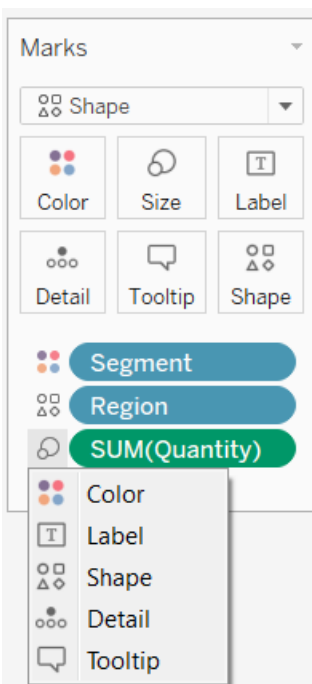 Marks
Shape
Color Size T Label
Detail Tooltip Shape
Segment
Region
SUM(Quantity)
Color
T Label
Shape
Detail
Tooltip